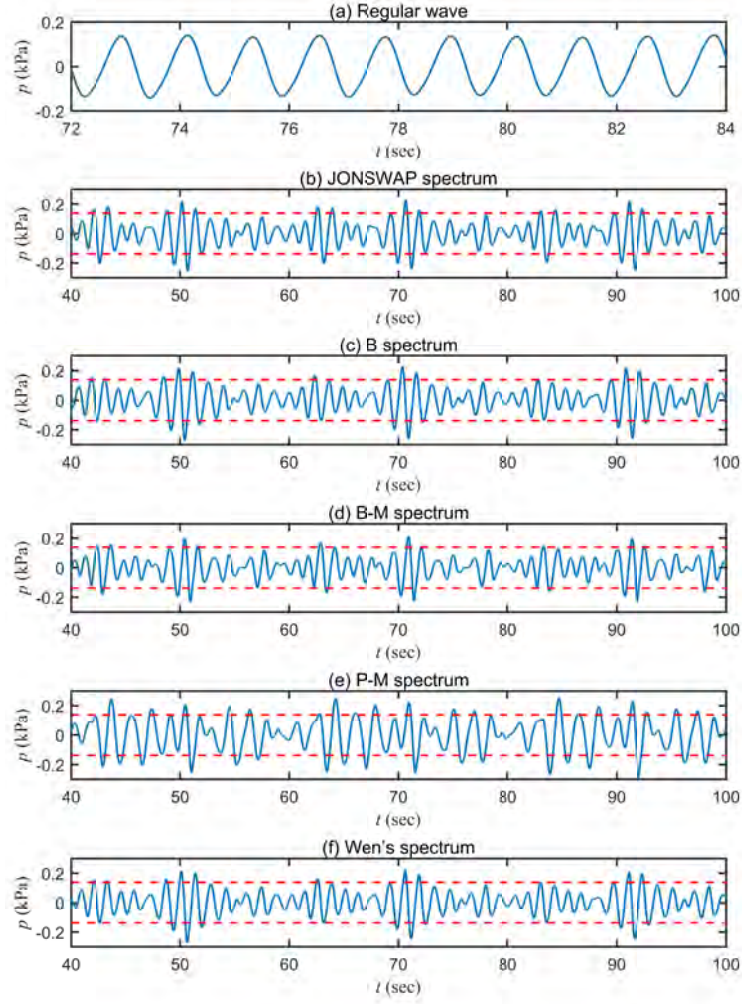 (a) Regular wave
0.2
0
-0.2
p (kPa)
72 74 76 78 80 82 84
t (sec)
(b) JONSWAP spectrum
0.2
0
-0.2
p (kPa)
40 50 60 70 80 90 100
t (sec)
(c) B spectrum
0.2
0
-0.2
p (kPa)
40 50 60 70 80 90 100
t (sec)
(d) B-M spectrum
0.2
0
-0.2
p (kPa)
40 50 60 70 80 90 100
t (sec)
(e) P-M spectrum
0.2
0
-0.2
p (kPa)
40 50 60 70 80 90 100
t (sec)
(f) Wen's spectrum
0.2
0
-0.2
p (kPa)
40 50 60 70 80 90 100
t (sec)